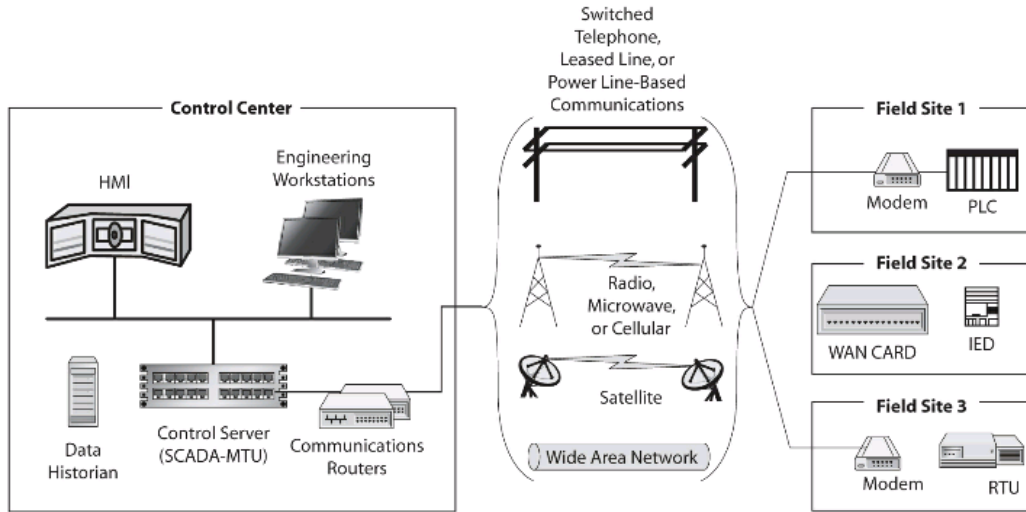 Switched
Telephone,
Leased Line, or
Power Line-Based
Communications
Control Center
HMI
Engineering
Workstations
Data
Historian
Control Server
(SCADA-MTU)
Communications
Routers
Radio,
Microwave,
or Cellular
Satellite
Wide Area Network
Field Site 1
Modem
PLC
Field Site 2
WAN CARD
IED
Field Site 3
Modem
RTU